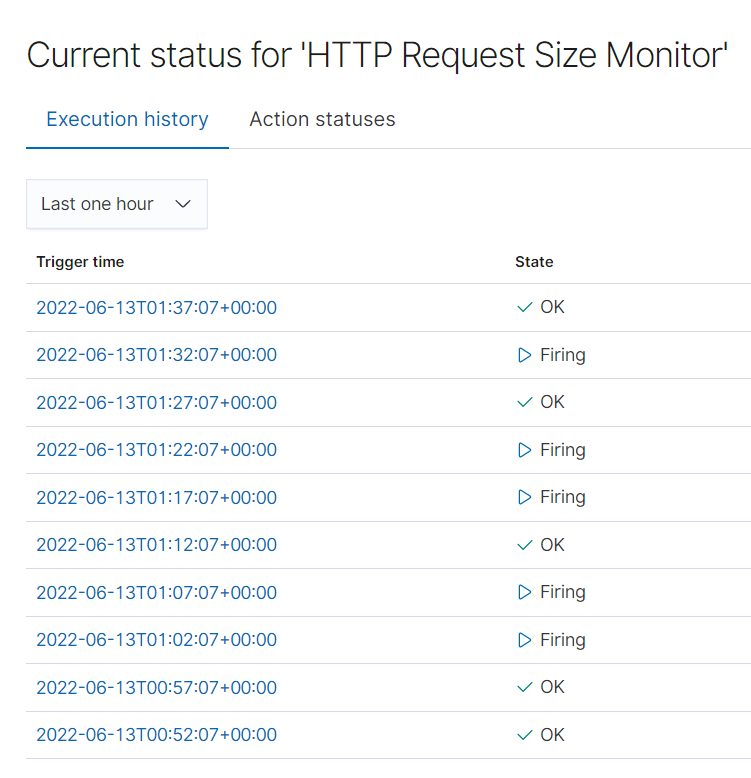 Current status for 'HTTP Request Size Monitor'
Execution history Action statuses
Last one hour
Trigger time State
2022-06-13T01:37:07+00:00 OK
2022-06-13T01:32:07+00:00 Firing
2022-06-13T01:27:07+00:00 OK
2022-06-13T01:22:07+00:00 Firing
2022-06-13T01:17:07+00:00 Firing
2022-06-13T01:12:07+00:00 OK
2022-06-13T01:07:07+00:00 Firing
2022-06-13T01:02:07+00:00 Firing
2022-06-13T00:57:07+00:00 OK
2022-06-13T00:52:07+00:00 OK